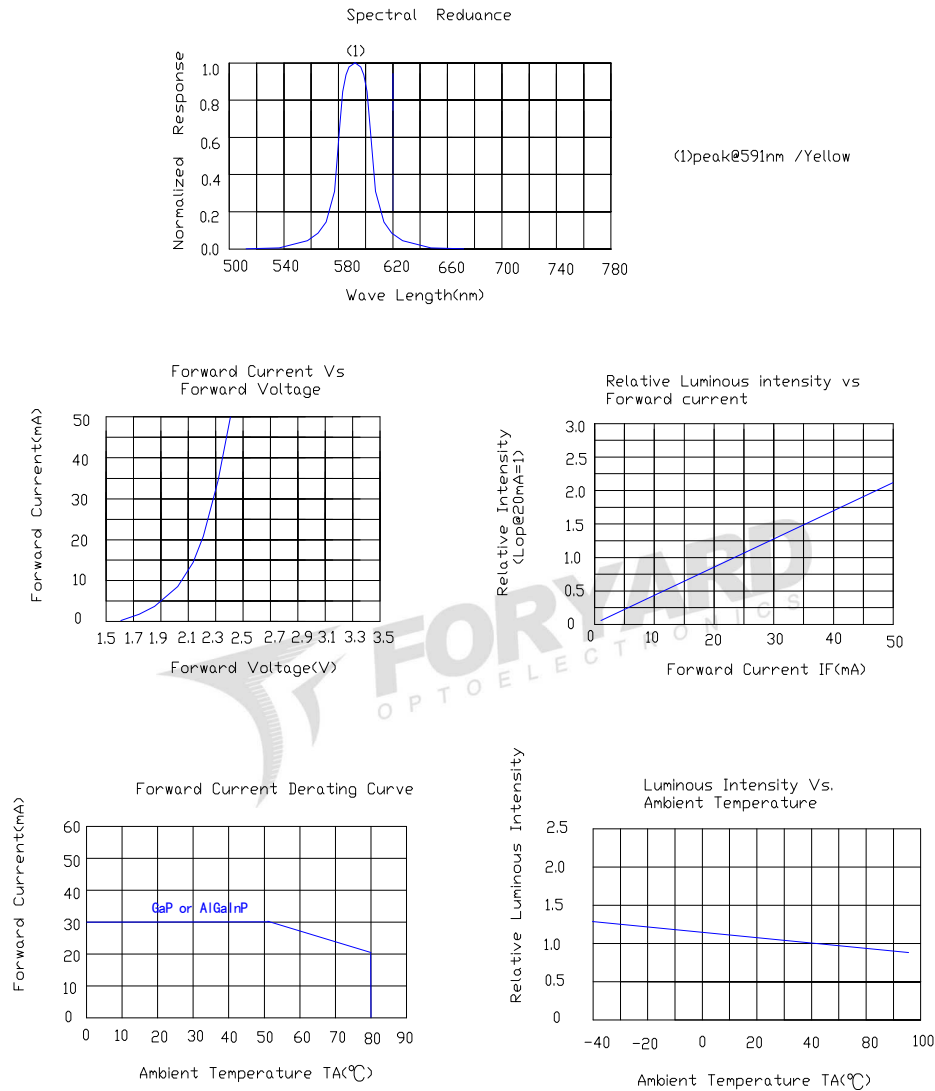 Spectral Reduance
(1)
Normalized Response
1.0
0.8
0.6
0.4
0.2
0.0
500 540 580 620 660 700 740 780
Wave Length(nm)
(1)peak@591nm /Yellow
Forward Current Vs
Forward Voltage
Forward Current(mA)
50
40
30
20
10
0
1.5 1.7 1.9 2.1 2.3 2.5 2.7 2.9 3.1 3.3 3.5
Forward Voltage(V)
Relative Luminous intensity vs
Forward current
Relative Intensity
(Lop@20mA=1)
3.0
2.5
2.0
1.5
1.0
0.5
0
0 10 20 30 40 50
Forward Current IF(mA)
FORYARD
OPTOELECTRONICS
Forward Current Derating Curve
Forward Current(mA)
60
50
40
30
20
10
0
GaP or AlGaInP
0 10 20 30 40 50 60 70 80 90
Ambient Temperature TA(℃)
Luminous Intensity Vs.
Ambient Temperature
Relative Luminous Intensity
2.5
2.0
1.5
1.0
0.5
0
-40 -20 0 20 40 60 80 100
Ambient Temperature TA(℃)